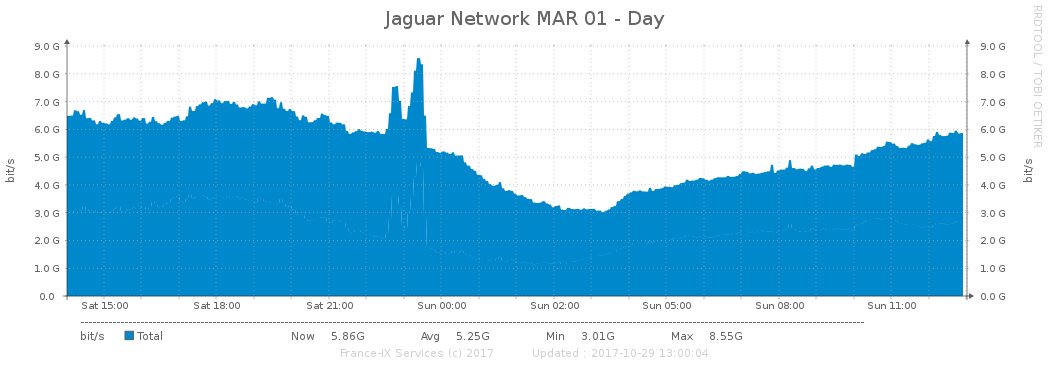 Jaguar Network MAR 01 - Day
RRDTOOL / TOBI OETIKER
9.0 G 9.0 G
8.0 G 8.0 G
7.0 G 7.0 G
6.0 G 6.0 G
5.0 G 5.0 G
4.0 G 4.0 G
3.0 G 3.0 G
2.0 G 2.0 G
1.0 G 1.0 G
0.0 0.0 G
bit/s
bit/s
Sat 15:00 Sat 18:00 Sat 21:00 Sun 00:00 Sun 02:00 Sun 05:00 Sun 08:00 Sun 11:00
bit/s Total Now 5.86G Avg 5.25G Min 3.01G Max 8.55G
France-IX Services (c) 2017 Updated : 2017-10-29 13:00:04